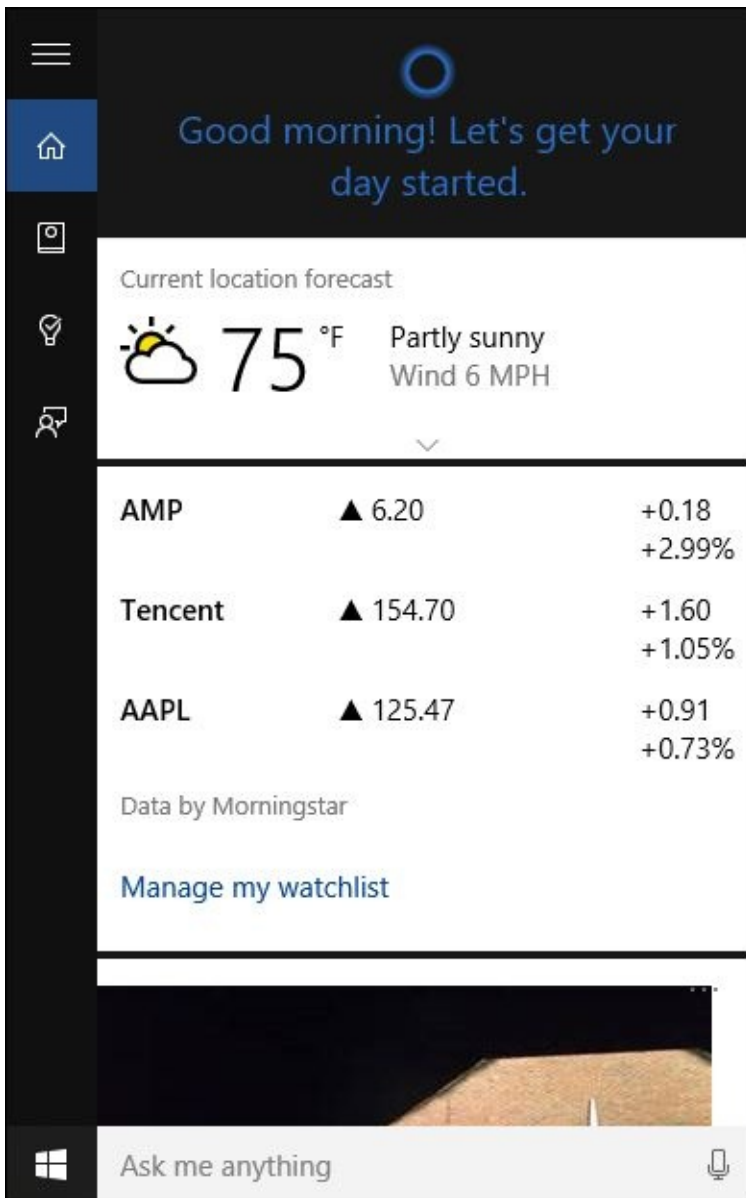 Good morning! Let's get your
day started.
Current location forecast
75 °F
Partly sunny
Wind 6 MPH
AMP ▲ 6.20 +0.18
+2.99%
Tencent ▲ 154.70 +1.60
+1.05%
AAPL ▲ 125.47 +0.91
+0.73%
Data by Morningstar
Manage my watchlist
Ask me anything